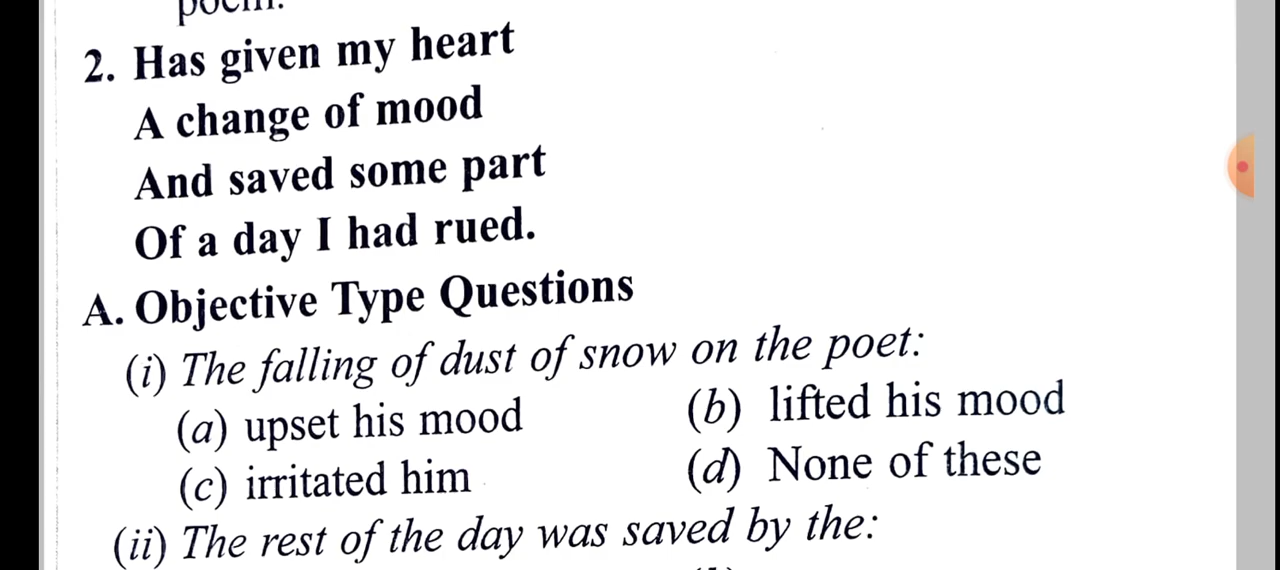 poem.
2. Has given my heart
A change of mood
And saved some part
Of a day I had rued.
A. Objective Type Questions
(i) The falling of dust of snow on the poet:
(a) upset his mood (b) lifted his mood
(c) irritated him (d) None of these
(ii) The rest of the day was saved by the: